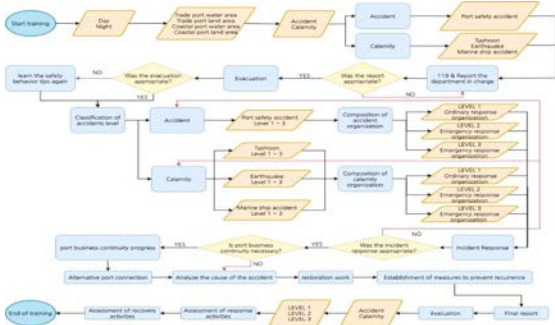 Start training
Day
Night
Trade port water area
Trade port land area
Coastal port water area
Coastal port land area
Accident
Calamity
Accident
Port safety accident
Calamity
Typhoon
Earthquake
Marine ship accident
learn the safety
behavior tips again
NO
Was the evacuation
appropriate?
Evacuation
YES
Was the report
appropriate?
119 & Report the
department in charge
YES
NO
Classification of
accidents level
Accident
Port safety accident
Level 1 ~ 3
Composition of
accident
organization
LEVEL 1
Ordinary response
organization
LEVEL 2
Emergency response
organization
LEVEL 3
Emergency response
organization
Calamity
Typhoon
Level 1 ~ 3
Earthquake
Level 1 ~ 3
Marine ship accident
Level 1 ~ 3
Composition of
calamity
organization
LEVEL 1
Ordinary response
organization
LEVEL 2
Emergency response
organization
LEVEL 3
Emergency response
organization
NO
port business
continuity progress
YES
Is port business
continuity necessary?
YES
Was the incident
response appropriate?
Incident Response
NO
Alternative port connection
Analyze the cause of the accident
restoration work
Establishment of measures to prevent recurrence
End of training
Assessment of recovery
activities
Assessment of response
activities
LEVEL 1
LEVEL 2
LEVEL 3
Accident
Calamity
Evaluation
Final report